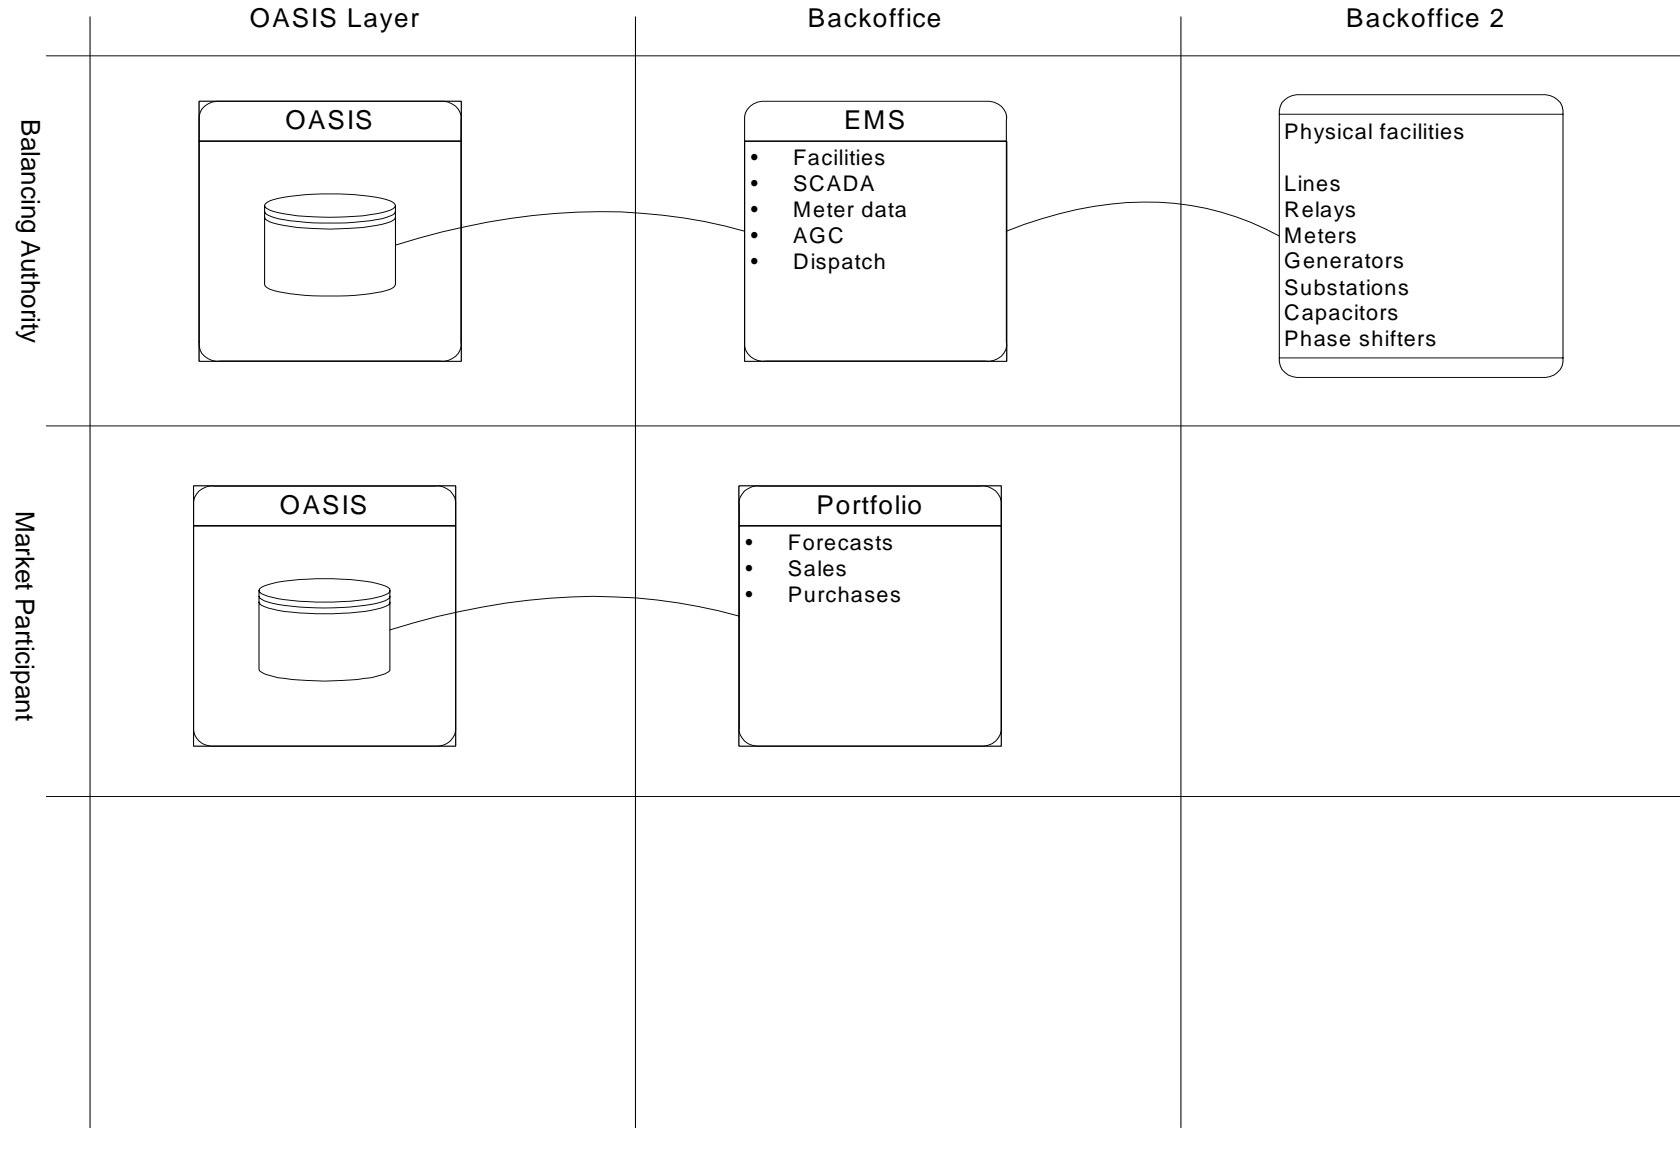 OASIS Layer
Backoffice
Backoffice 2
Balancing Authority
OASIS
EMS
• Facilities
• SCADA
• Meter data
• AGC
• Dispatch
Physical facilities
Lines
Relays
Meters
Generators
Substations
Capacitors
Phase shifters
Market Participant
OASIS
Portfolio
• Forecasts
• Sales
• Purchases